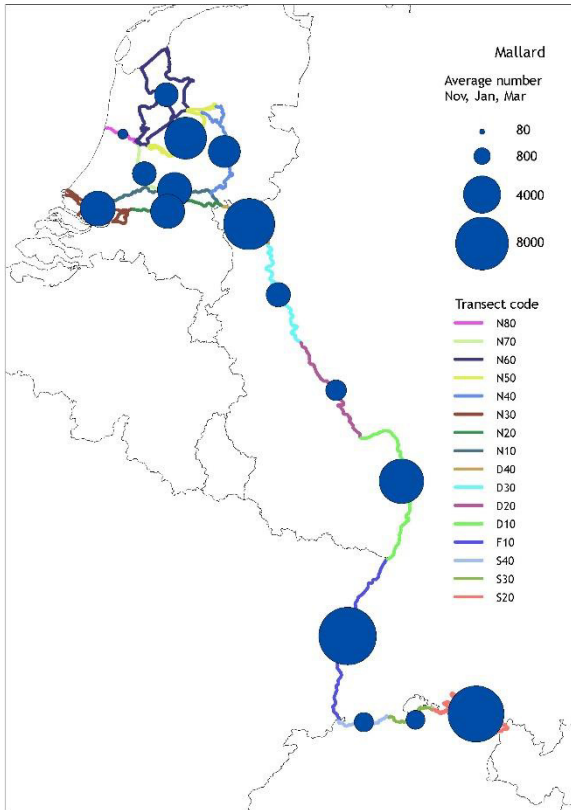 Mallard
Average number
Nov, Jan, Mar
80
800
4000
8000
Transect code
N80
N70
N60
N50
N40
N30
N20
N10
D40
D30
D20
D10
F10
S40
S30
S20